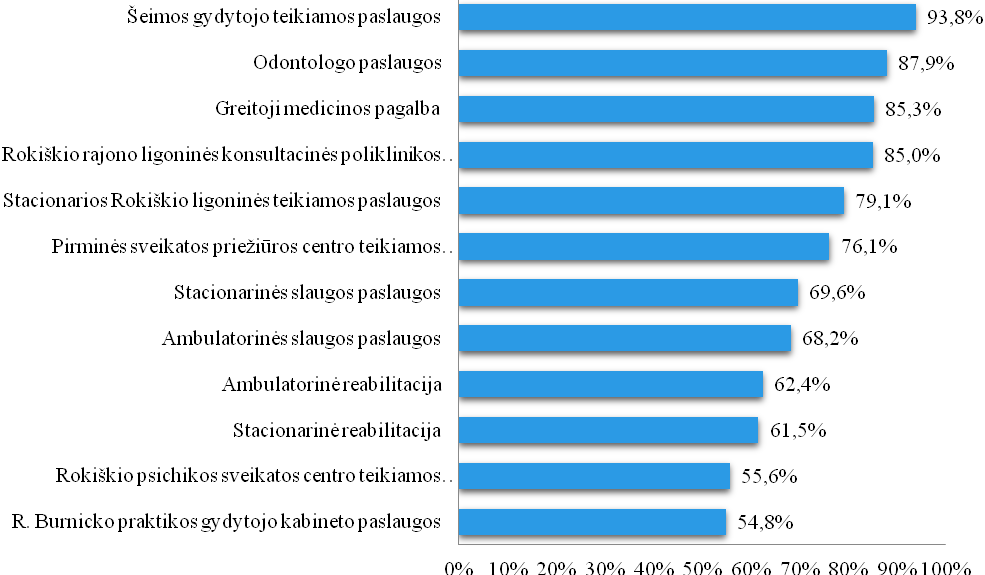 Šeimos gydytojo teikiamos paslaugos 93,8%
Odontologo paslaugos 87,9%
Greitoji medicinos pagalba 85,3%
Rokiškio rajono ligoninės konsultacinės poliklinikos.. 85,0%
Stacionarios Rokiškio ligoninės teikiamos paslaugos 79,1%
Pirminės sveikatos priežiūros centro teikiamos.. 76,1%
Stacionarinės slaugos paslaugos 69,6%
Ambulatorinės slaugos paslaugos 68,2%
Ambulatorinė reabilitacija 62,4%
Stacionarinė reabilitacija 61,5%
Rokiškio psichikos sveikatos centro teikiamos.. 55,6%
R. Burnicko praktikos gydytojo kabineto paslaugos 54,8%
0% 10% 20% 30% 40% 50% 60% 70% 80% 90% 100%